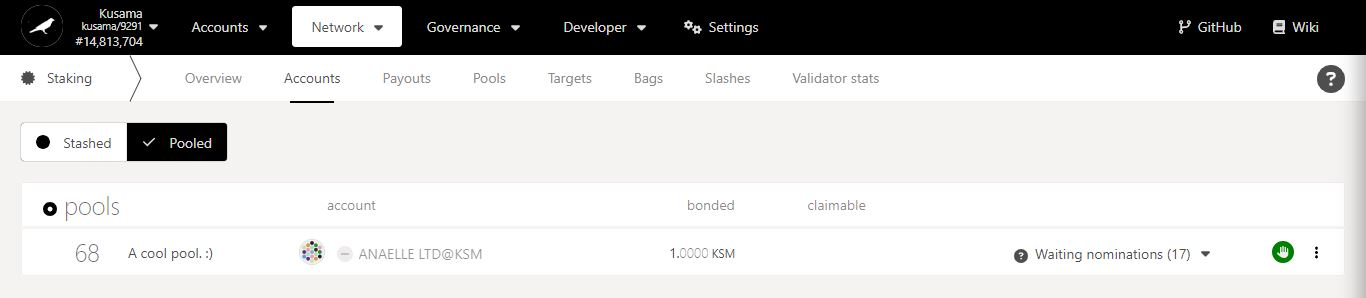 Kusama
kusama/9291
#14,813,704
Accounts
Network
Governance
Developer
Settings
GitHub
Wiki
Staking
Overview
Accounts
Payouts
Pools
Targets
Bags
Slashes
Validator stats
?
Stashed
Pooled
pools account bonded claimable
68 A cool pool. :) ANAELLE LTD@KSM 1.0000 KSM ? Waiting nominations (17)